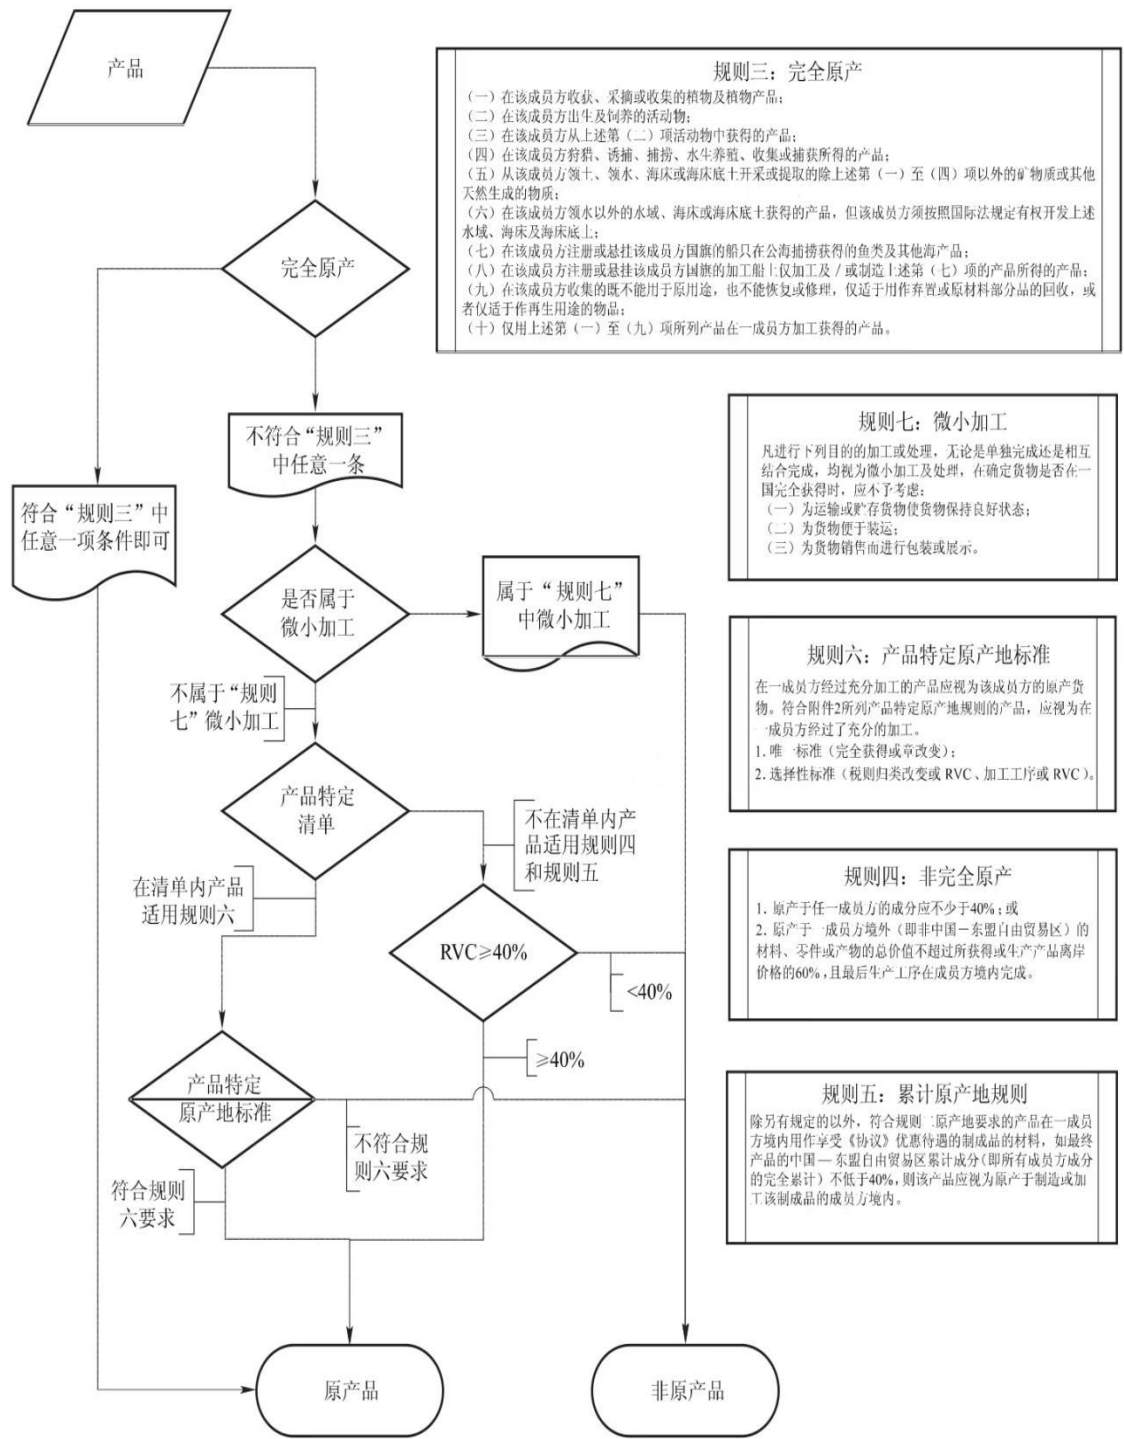 产品
规则三：完全原产
（一）在该成员方收获、采摘或收集的植物及植物产品；
（二）在该成员方出生及饲养的活动物；
（三）在该成员方从上述第（二）项活动物中获得的产品；
（四）在该成员方狩猎、诱捕、捕捞、水生养殖、收集或捕获所得的产品；
（五）从该成员方领土、领水、海床或海床底土开采或提取的除上述第（一）至（四）项以外的矿物质或其他
天然生成的物质；
（六）在该成员方领水以外的水域、海床或海床底土获得的产品，但该成员方须按照国际法规定有权开发上述
水域、海床及海床底上；
（七）在该成员方注册或悬挂该成员方国旗的船只在公海捕捞获得的鱼类及其他海产品；
（八）在该成员方注册或悬挂该成员方国旗的加工船上仅加工及/或制造上述第（七）项的产品所得的产品；
（九）在该成员方收集的既不能用于原用途，也不能恢复或修理，仅适于用作弃置或原材料部分品的回收，或
者仅适于作再生用途的物品；
（十）仅用上述第（一）至（九）项所列产品在一成员方加工获得的产品。
完全原产
不符合“规则三”
中任意一条
符合“规则三”中
任意一项条件即可
规则七：微小加工
凡进行下列目的的加工或处理，无论是单独完成还是相互
结合完成，均视为微小加工及处理，在确定货物是否在一
国完全获得时，应不予考虑：
（一）为运输或贮存货物使货物保持良好状态；
（二）为货物便于装运；
（三）为货物销售而进行包装或展示。
是否属于
微小加工
属于“规则七”
中微小加工
不属于“规则
七”微小加工
规则六：产品特定原产地标准
在一成员方经过充分加工的产品应视为该成员方的原产货
物。符合附件2所列产品特定原产地规则的产品，应视为在
一成员方经过了充分的加工。
1. 唯一标准（完全获得或章改变）；
2. 选择性标准（税则归类改变或 RVC、加工工序或 RVC）。
产品特定
清单
不在清单内产
品适用规则四
和规则五
在清单内产品
适用规则六
规则四：非完全原产
1. 原产于任一成员方的成分应不少于40%；或
2. 原产于一成员方境外（即非中国—东盟自由贸易区）的
材料、零件或产物的总价值不超过所获得或生产产品离岸
价格的60%，且最后生产工序在成员方境内完成。
RVC≥40%
<40%
≥40%
产品特定
原产地标准
不符合规
则六要求
符合规则
六要求
规则五：累计原产地规则
除另有规定的以外，符合规则二原产地要求的产品在一成员
方境内用作享受《协议》优惠待遇的制成品的材料，如最终
产品的中国—东盟自由贸易区累计成分（即所有成员方成分
的完全累计）不低于40%，则该产品应视为原产于制造或加
工该制成品的成员方境内。
原产品
非原产品